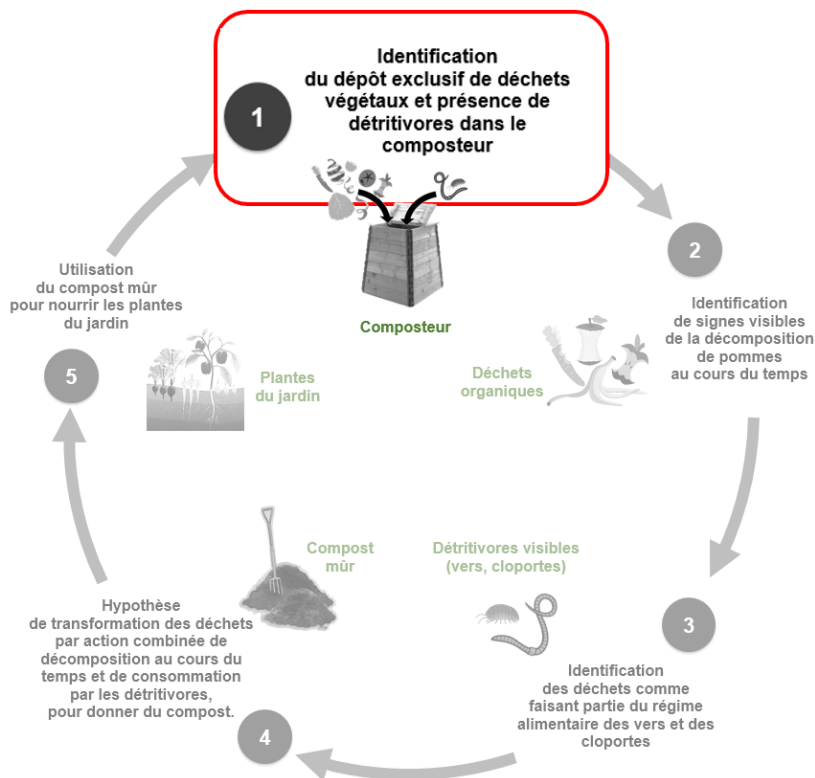 Identification
du dépôt exclusif de déchets
végétaux et présence de
détritivores dans le
composteur
1
Composteur
2
Identification
de signes visibles
de la décomposition
de pommes
au cours du temps
Déchets
organiques
3
Identification
des déchets comme
faisant partie du régime
alimentaire des vers et des
cloportes
Détritivores visibles
(vers, cloportes)
4
Hypothèse
de transformation des déchets
par action combinée de
décomposition au cours du
temps et de consommation
par les détritivores,
pour donner du compost.
Compost
mûr
5
Utilisation
du compost mûr
pour nourrir les plantes
du jardin
Plantes
du jardin